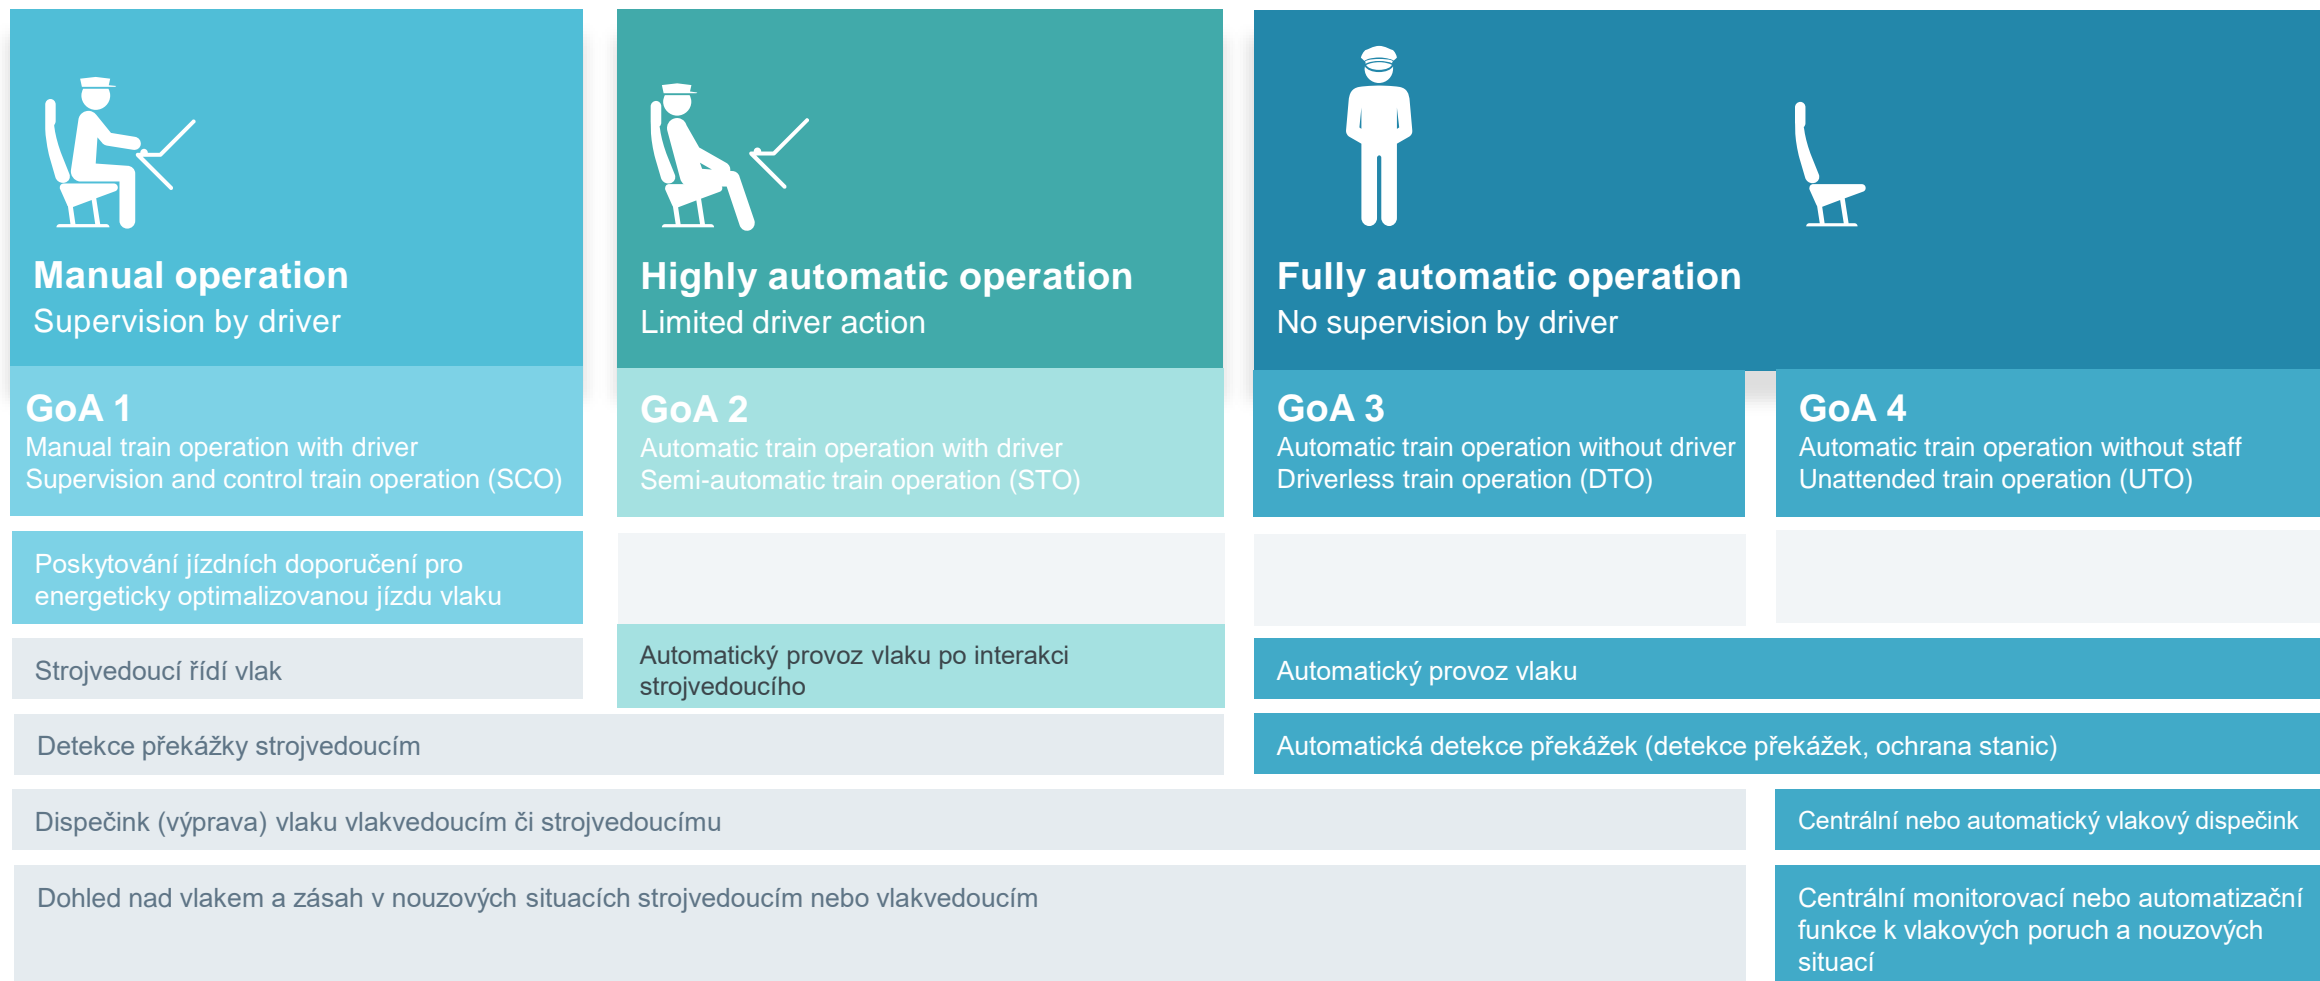 Manual operation
Supervision by driver
Highly automatic operation
Limited driver action
Fully automatic operation
No supervision by driver
GoA 1
Manual train operation with driver
Supervision and control train operation (SCO)
GoA 2
Automatic train operation with driver
Semi-automatic train operation (STO)
GoA 3
Automatic train operation without driver
Driverless train operation (DTO)
GoA 4
Automatic train operation without staff
Unattended train operation (UTO)
Poskytování jízdních doporučení pro
energeticky optimalizovanou jízdu vlaku
Strojvedoucí řídí vlak
Automatický provoz vlaku po interakci
strojvedoucího
Automatický provoz vlaku
Detekce překážky strojvedoucím
Automatická detekce překážek (detekce překážek, ochrana stanic)
Dispečink (výprava) vlaku vlakvedoucím či strojvedoucímu
Centrální nebo automatický vlakový dispečink
Dohled nad vlakem a zásah v nouzových situacích strojvedoucím nebo vlakvedoucím
Centrální monitorovací nebo automatizační
funkce k vlakových poruch a nouzových
situací